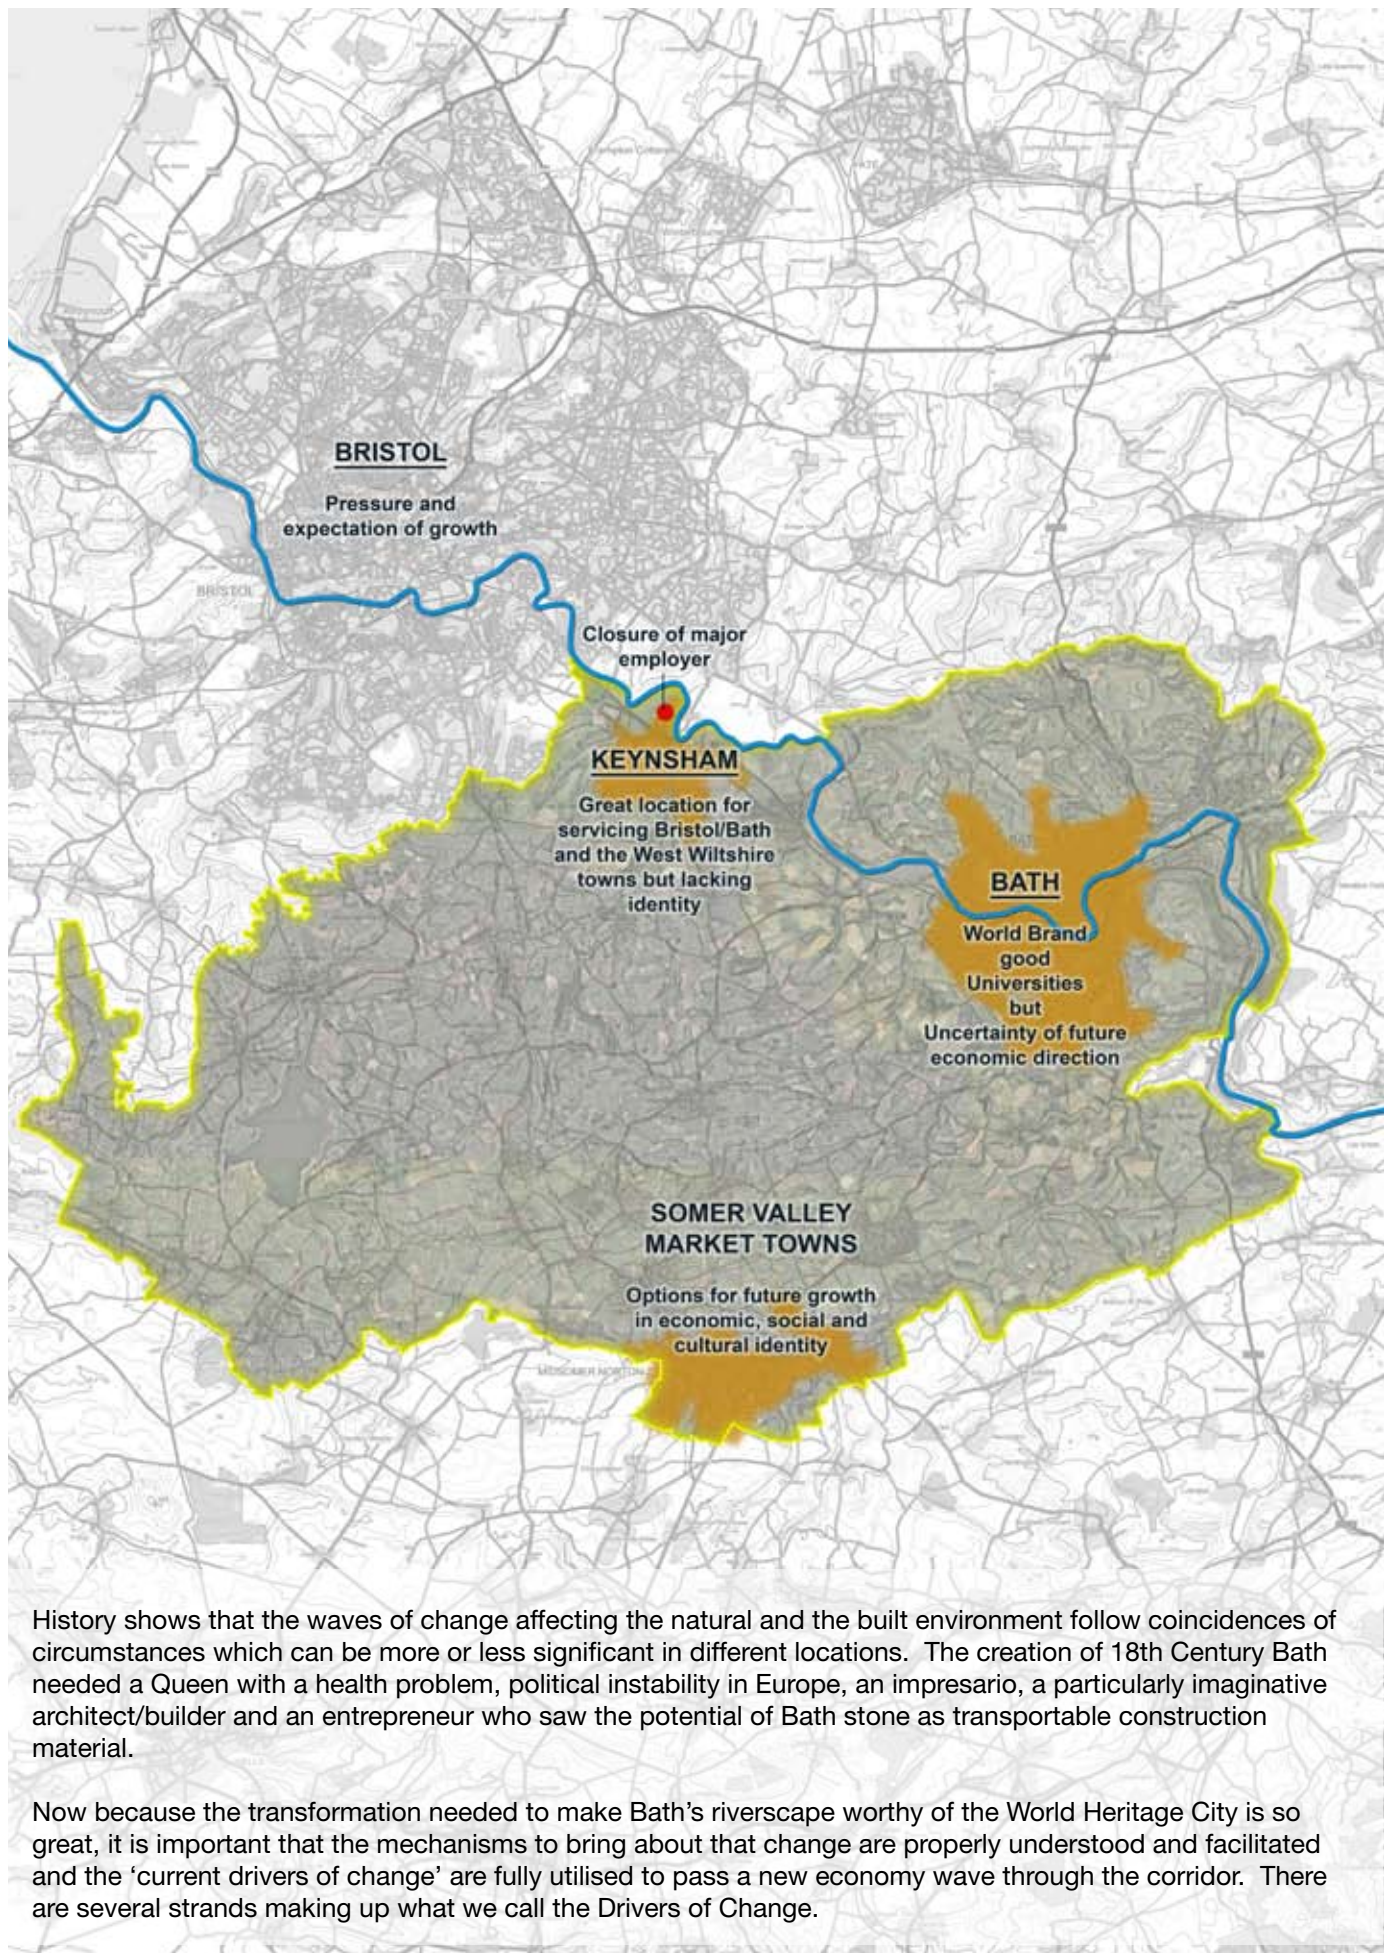 BRISTOL
Pressure and
expectation of growth
BRISTOL
Closure of major
employer
KEYNSHAM
Great location for
servicing Bristol/Bath
and the West Wiltshire
towns but lacking
identity
BATH
World Brand
good
Universities
but
Uncertainty of future
economic direction
SOMER VALLEY
MARKET TOWNS
Options for future growth
in economic, social and
cultural identity
MIDSOMER NORTON
History shows that the waves of change affecting the natural and the built environment follow coincidences of
circumstances which can be more or less significant in different locations.  The creation of 18th Century Bath
needed a Queen with a health problem, political instability in Europe, an impresario, a particularly imaginative
architect/builder and an entrepreneur who saw the potential of Bath stone as transportable construction
material.
Now because the transformation needed to make Bath’s riverscape worthy of the World Heritage City is so
great, it is important that the mechanisms to bring about that change are properly understood and facilitated
and the ‘current drivers of change’ are fully utilised to pass a new economy wave through the corridor.  There
are several strands making up what we call the Drivers of Change.